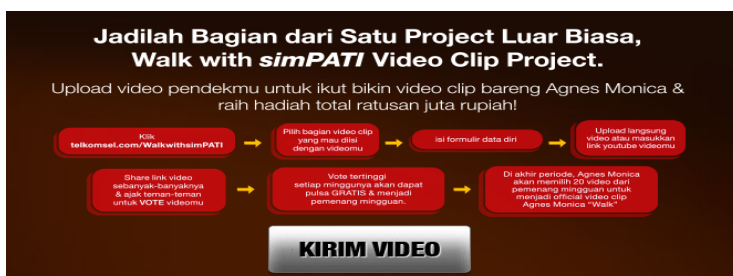 Jadilah Bagian dari Satu Project Luar Biasa,
Walk with simPATI Video Clip Project.
Upload video pendekmu untuk ikut bikin video clip bareng Agnes Monica &
raih hadiah total ratusan juta rupiah!
Klik
telkomsel.com/WalkwithsimPATI
Pilih bagian video clip
yang mau diisi
dengan videomu
isi formulir data diri
Upload langsung
video atau masukkan
link youtube videomu
Share link video
sebanyak-banyaknya
& ajak teman-teman
untuk VOTE videomu
Vote tertinggi
setiap minggunya akan dapat
pulsa GRATIS & menjadi
pemenang mingguan.
Di akhir periode, Agnes Monica
akan memilih 20 video dari
pemenang mingguan untuk
menjadi official video clip
Agnes Monica "Walk"
KIRIM VIDEO